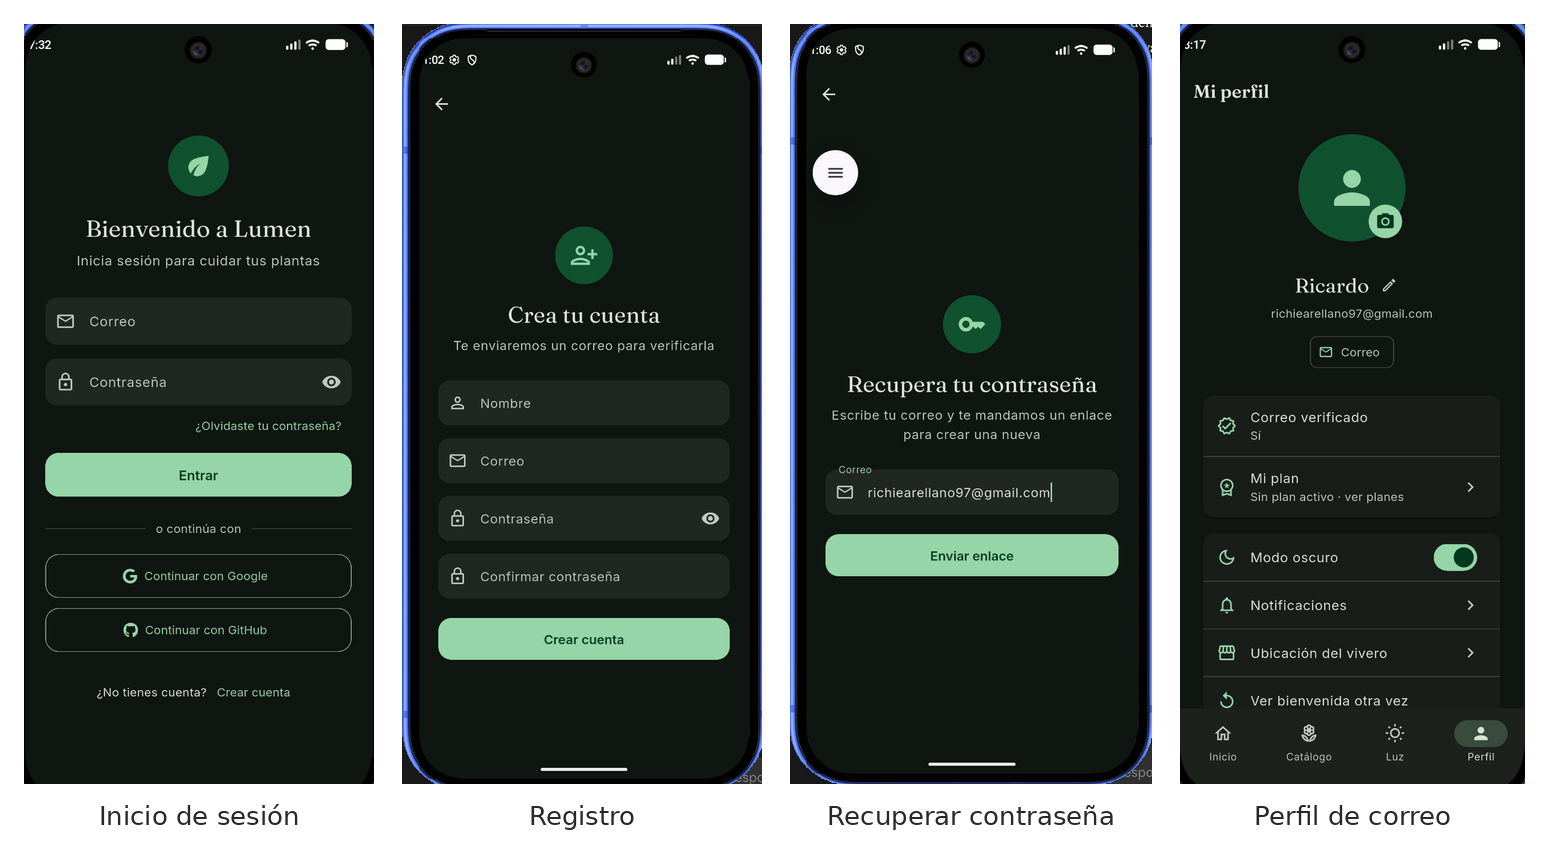 :32
Bienvenido a Lumen
Inicia sesión para cuidar tus plantas
Correo
Contraseña
¿Olvidaste tu contraseña?
Entrar
o continúa con
Continuar con Google
Continuar con GitHub
¿No tienes cuenta? Crear cuenta
Inicio de sesión
:02
Crea tu cuenta
Te enviaremos un correo para verificarla
Nombre
Correo
Contraseña
Confirmar contraseña
Crear cuenta
Registro
:06
Recupera tu contraseña
Escribe tu correo y te mandamos un enlace
para crear una nueva
Correo
richiearellano97@gmail.com
Enviar enlace
Recuperar contraseña
3:17
Mi perfil
Ricardo
richiearellano97@gmail.com
Correo
Correo verificado
Sí
Mi plan
Sin plan activo · ver planes
Modo oscuro
Notificaciones
Ubicación del vivero
Ver bienvenida otra vez
Inicio
Catálogo
Luz
Perfil
Perfil de correo